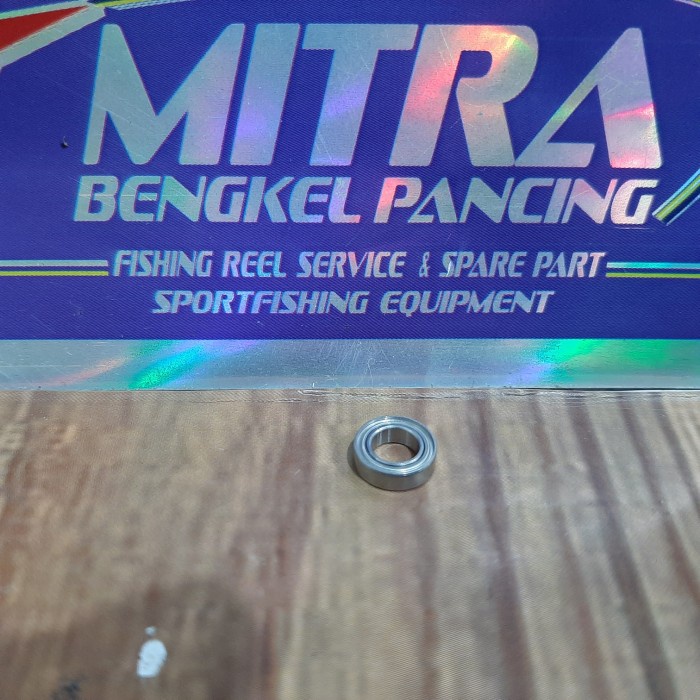 MITRA
BENGKEL PANCING
FISHING REEL SERVICE & SPARE PART
SPORTFISHING EQUIPMENT